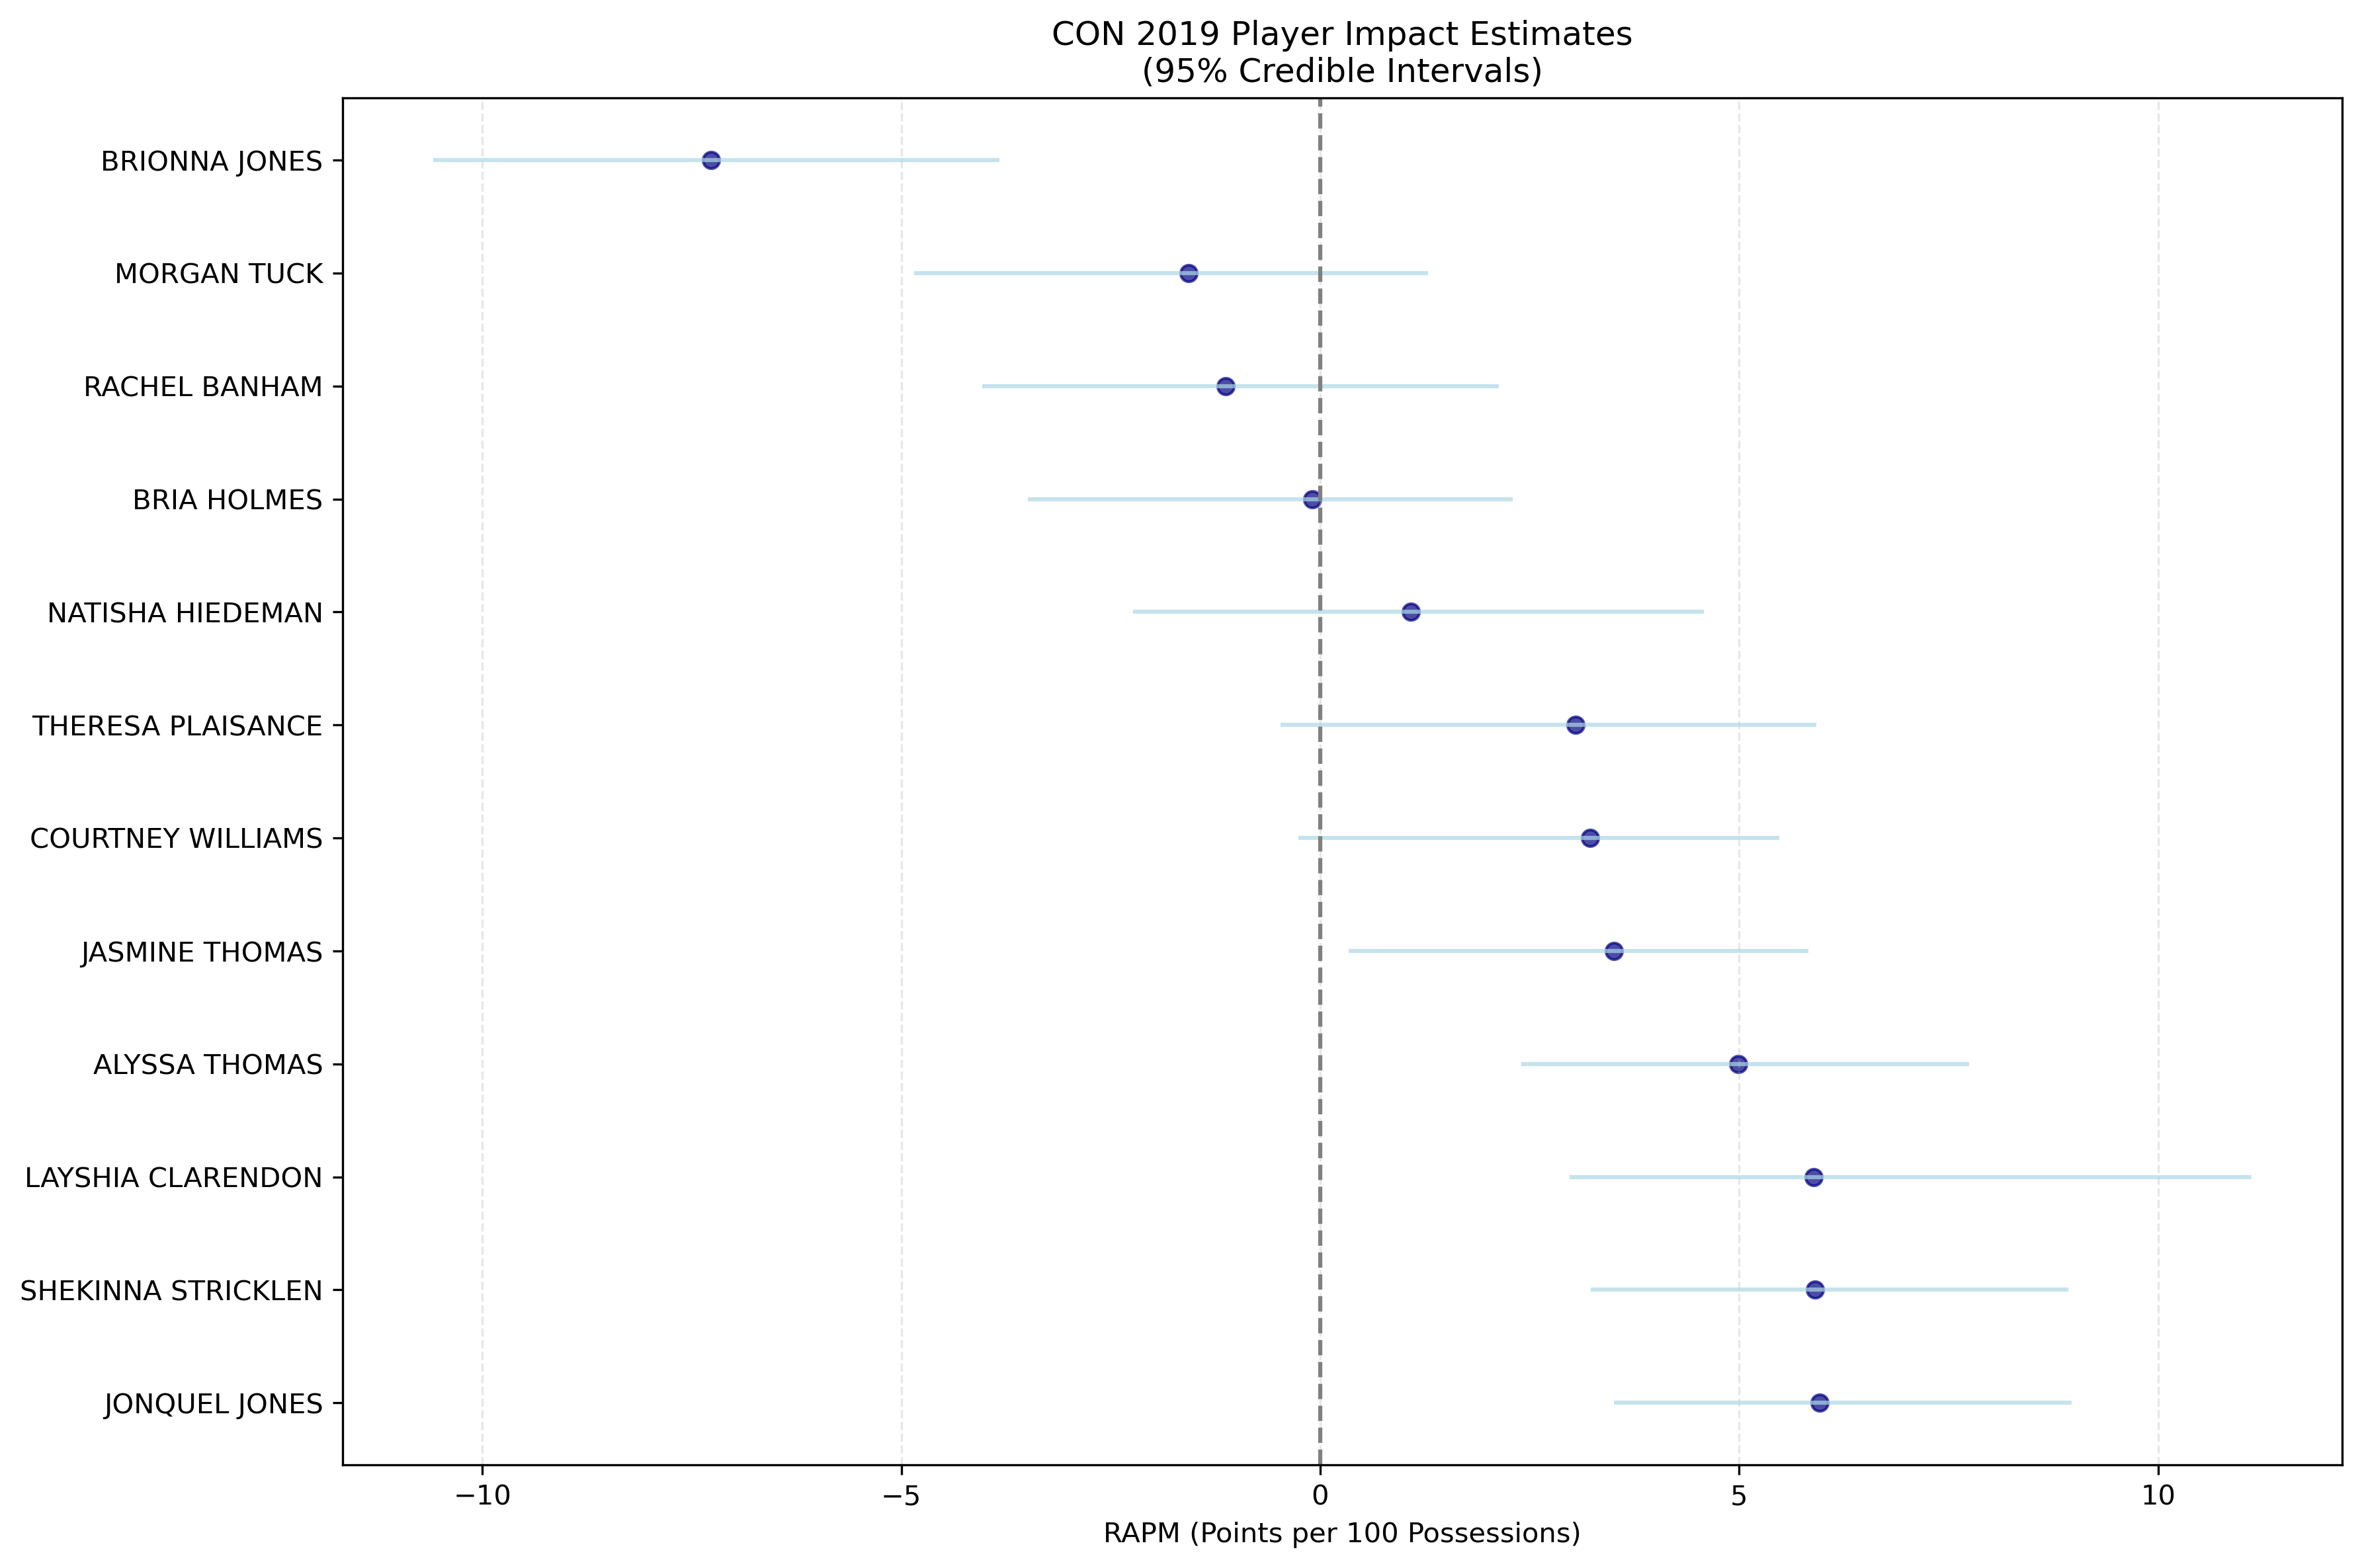 CON 2019 Player Impact Estimates
(95% Credible Intervals)
BRIONNA JONES
MORGAN TUCK
RACHEL BANHAM
BRIA HOLMES
NATISHA HIEDEMAN
THERESA PLAISANCE
COURTNEY WILLIAMS
JASMINE THOMAS
ALYSSA THOMAS
LAYSHIA CLARENDON
SHEKINNA STRICKLEN
JONQUEL JONES
−10 −5 0 5 10
RAPM (Points per 100 Possessions)